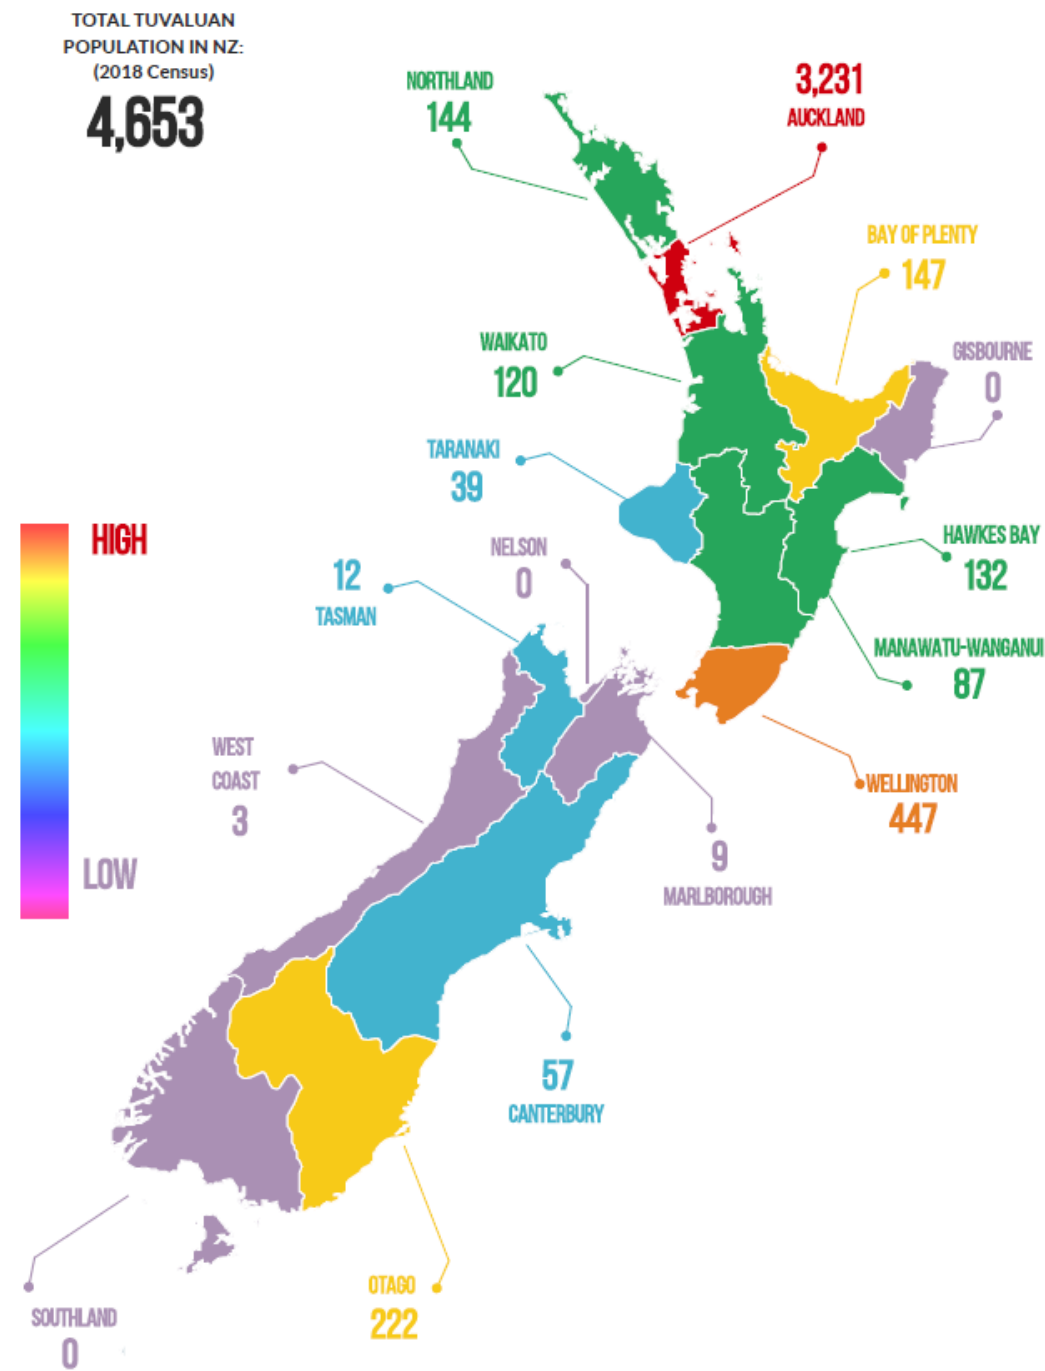 TOTAL TUVALUAN
POPULATION IN NZ:
(2018 Census)
4,653
NORTHLAND
144
3,231
AUCKLAND
BAY OF PLENTY
147
WAIKATO
120
GISBOURNE
0
TARANAKI
39
HIGH
LOW
NELSON
0
12
TASMAN
HAWKES BAY
132
MANAWATU-WANGANUI
87
WEST
COAST
3
WELLINGTON
447
9
MARLBOROUGH
57
CANTERBURY
OTAGO
222
SOUTHLAND
0